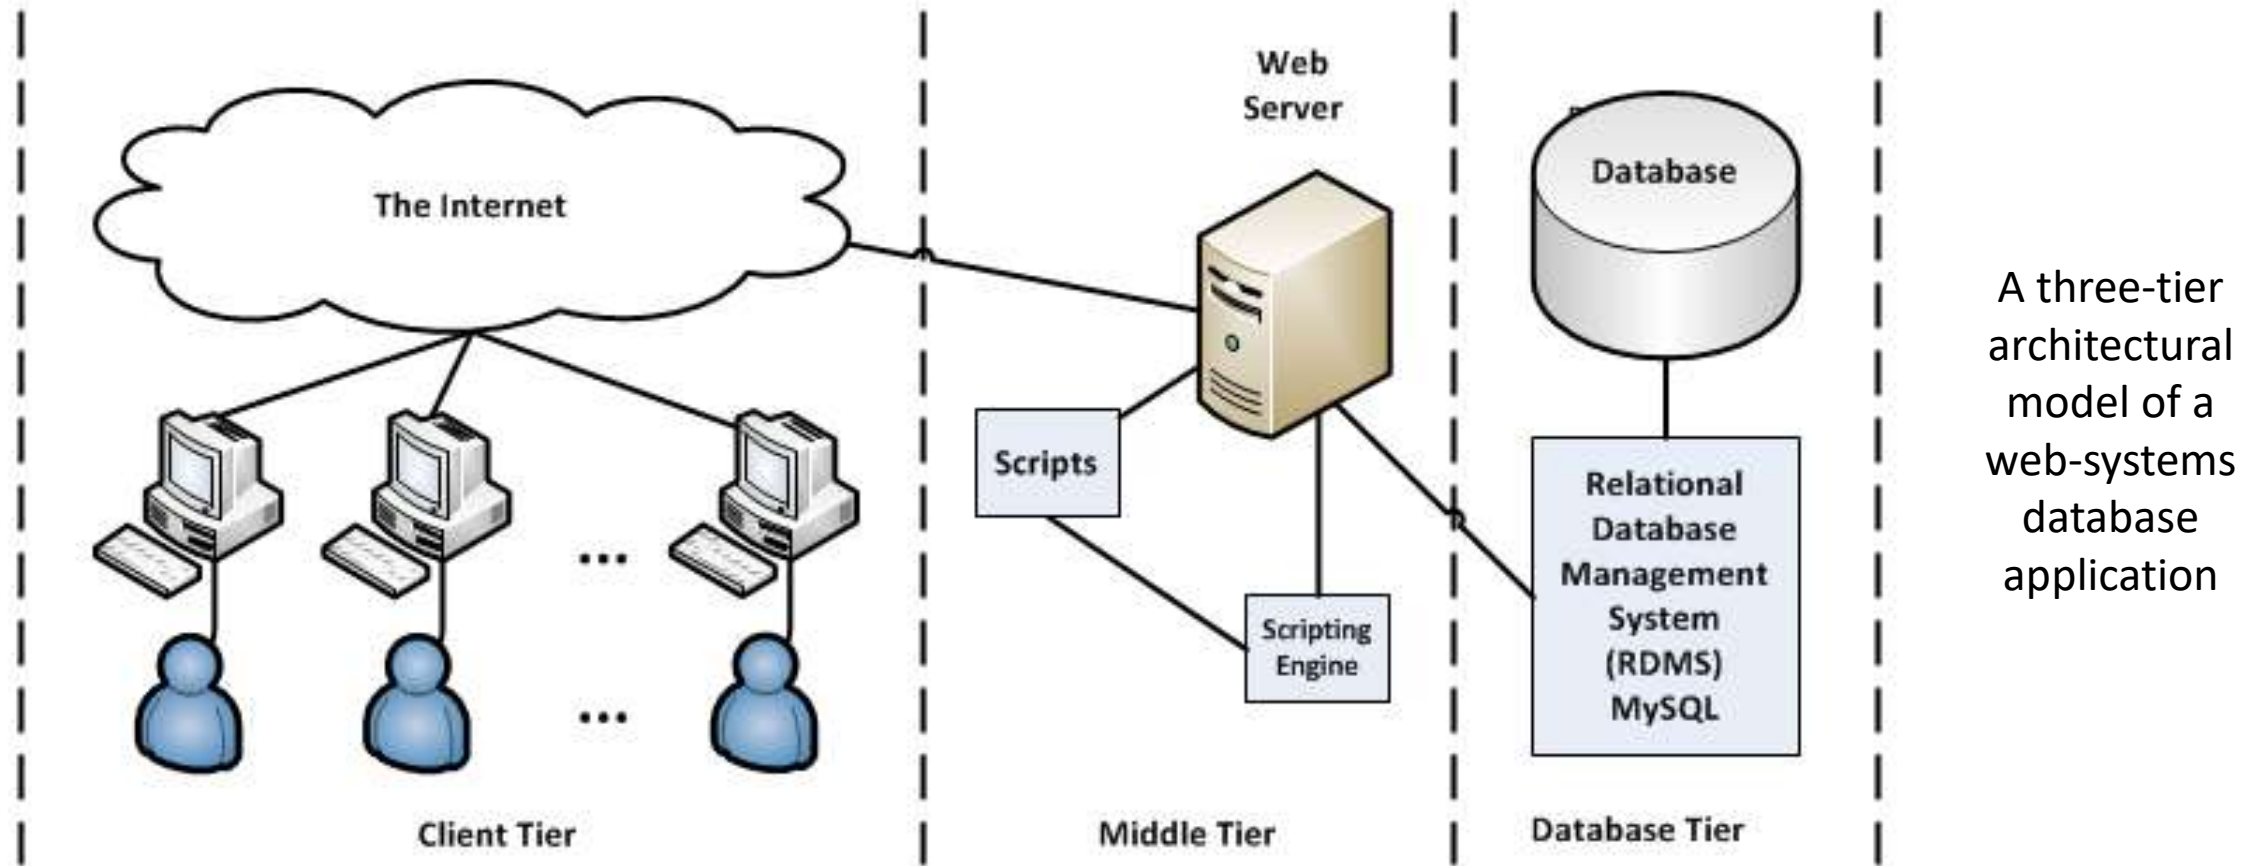 The Internet
Client Tier
Web
Server
Scripts
Scripting
Engine
Middle Tier
Database
Relational
Database
Management
System
(RDMS)
MySQL
Database Tier
A three-tier
architectural
model of a
web-systems
database
application